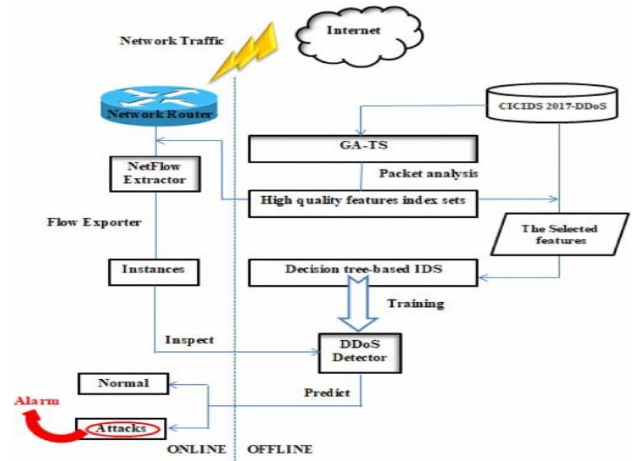 Internet
Network Traffic
Network Router
CICIDS 2017-DDoS
GA-TS
NetFlow
Extractor
Packet analysis
High quality features index sets
Flow Exporter
The Selected
features
Instances
Decision tree-based IDS
Training
Inspect
DDoS
Detector
Normal
Predict
Alarm
Attacks
ONLINE
OFFLINE